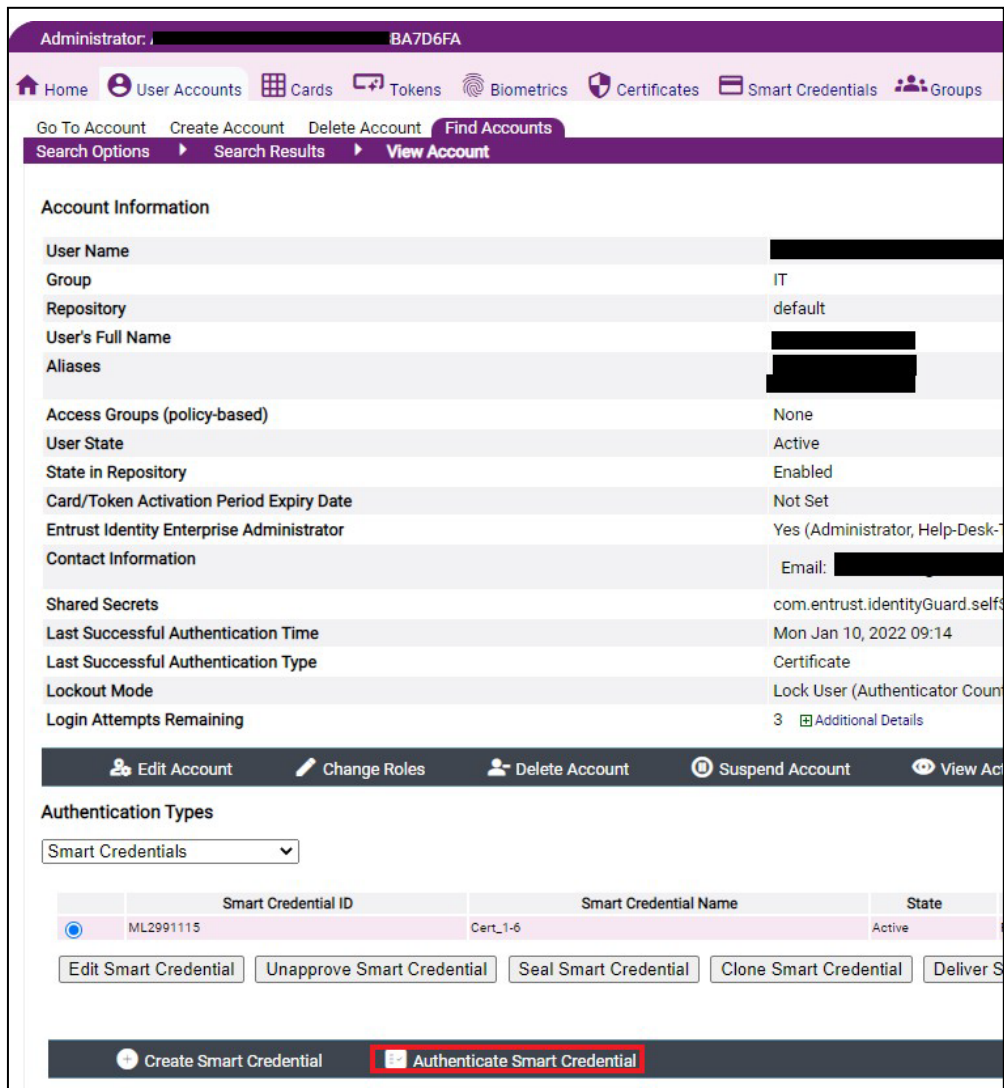 Administrator: BA7D6FA
Home User Accounts Cards Tokens Biometrics Certificates Smart Credentials Groups
Go To Account Create Account Delete Account Find Accounts
Search Options Search Results View Account
Account Information
User Name
Group IT
Repository default
User's Full Name
Aliases
Access Groups (policy-based) None
User State Active
State in Repository Enabled
Card/Token Activation Period Expiry Date Not Set
Entrust Identity Enterprise Administrator Yes (Administrator, Help-Desk-
Contact Information Email:
Shared Secrets com.entrust.identityGuard.self
Last Successful Authentication Time Mon Jan 10, 2022 09:14
Last Successful Authentication Type Certificate
Lockout Mode Lock User (Authenticator Coun
Login Attempts Remaining 3 Additional Details
Edit Account Change Roles Delete Account Suspend Account View Act
Authentication Types
Smart Credentials
Smart Credential ID Smart Credential Name State
ML2991115 Cert_1-6 Active
Edit Smart Credential Unapprove Smart Credential Seal Smart Credential Clone Smart Credential Deliver S
Create Smart Credential Authenticate Smart Credential